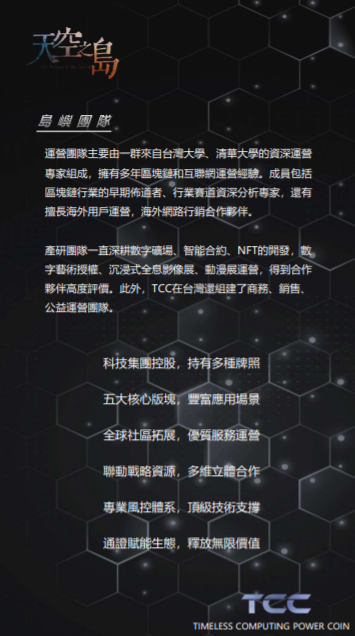 天空之島
島嶼團隊
運營團隊主要由一群來自台灣大學、清華大學的資深運營
專家組成，擁有多年區塊鏈和互聯網運營經驗。成員包括
區塊鏈行業的早期佈道者、行業賽道資深分析專家，還有
擅長海外用戶運營，海外網路行銷合作夥伴。
產研團隊一直深耕數字礦場、智能合約、NFT的開發，數
字藝術授權、沉浸式全息影像展、動漫展運營，得到合作
夥伴高度評價。此外，TCC在台灣還組建了商務、銷售、
公益運營團隊。
科技集團控股，持有多種牌照
五大核心版塊，豐富應用場景
全球社區拓展，優質服務運營
聯動戰略資源，多維立體合作
專業風控體系，頂級技術支撐
通證賦能生態，釋放無限價值
TCC
TIMELESS COMPUTING POWER COIN